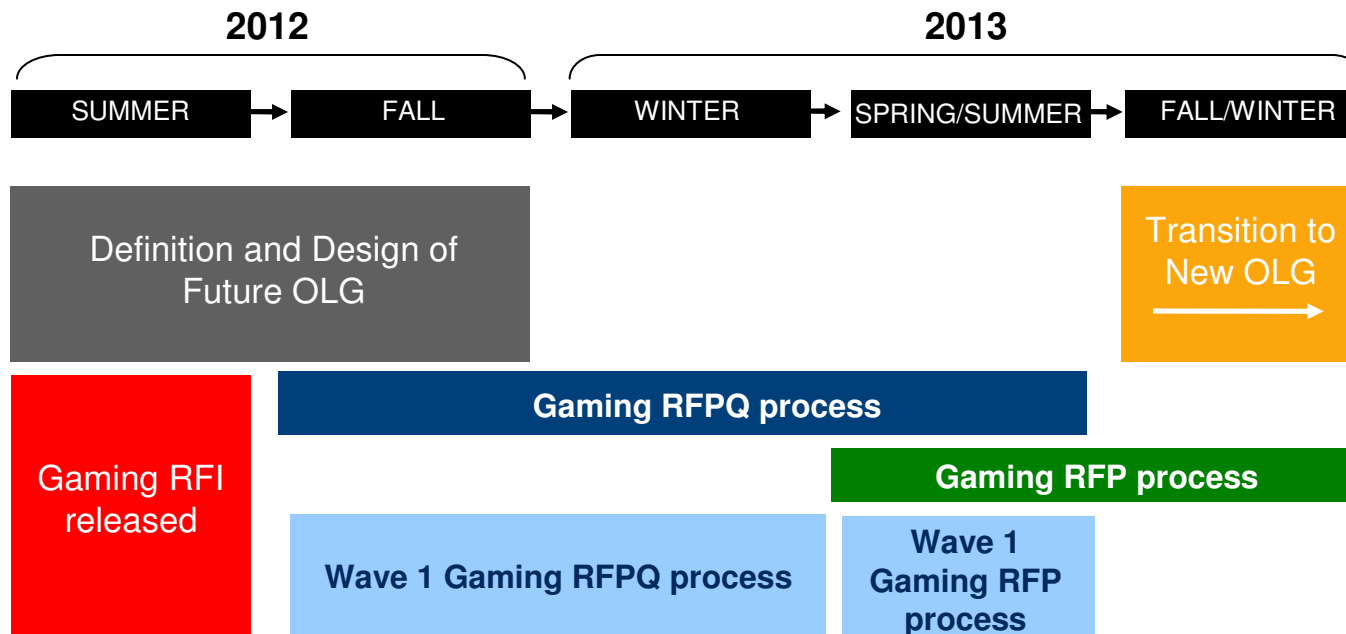 2012
2013
SUMMER
FALL
WINTER
SPRING/SUMMER
FALL/WINTER
Definition and Design of
Future OLG
Transition to
New OLG
Gaming RFPQ process
Gaming RFI
released
Gaming RFP process
Wave 1 Gaming RFPQ process
Wave 1
Gaming RFP
process